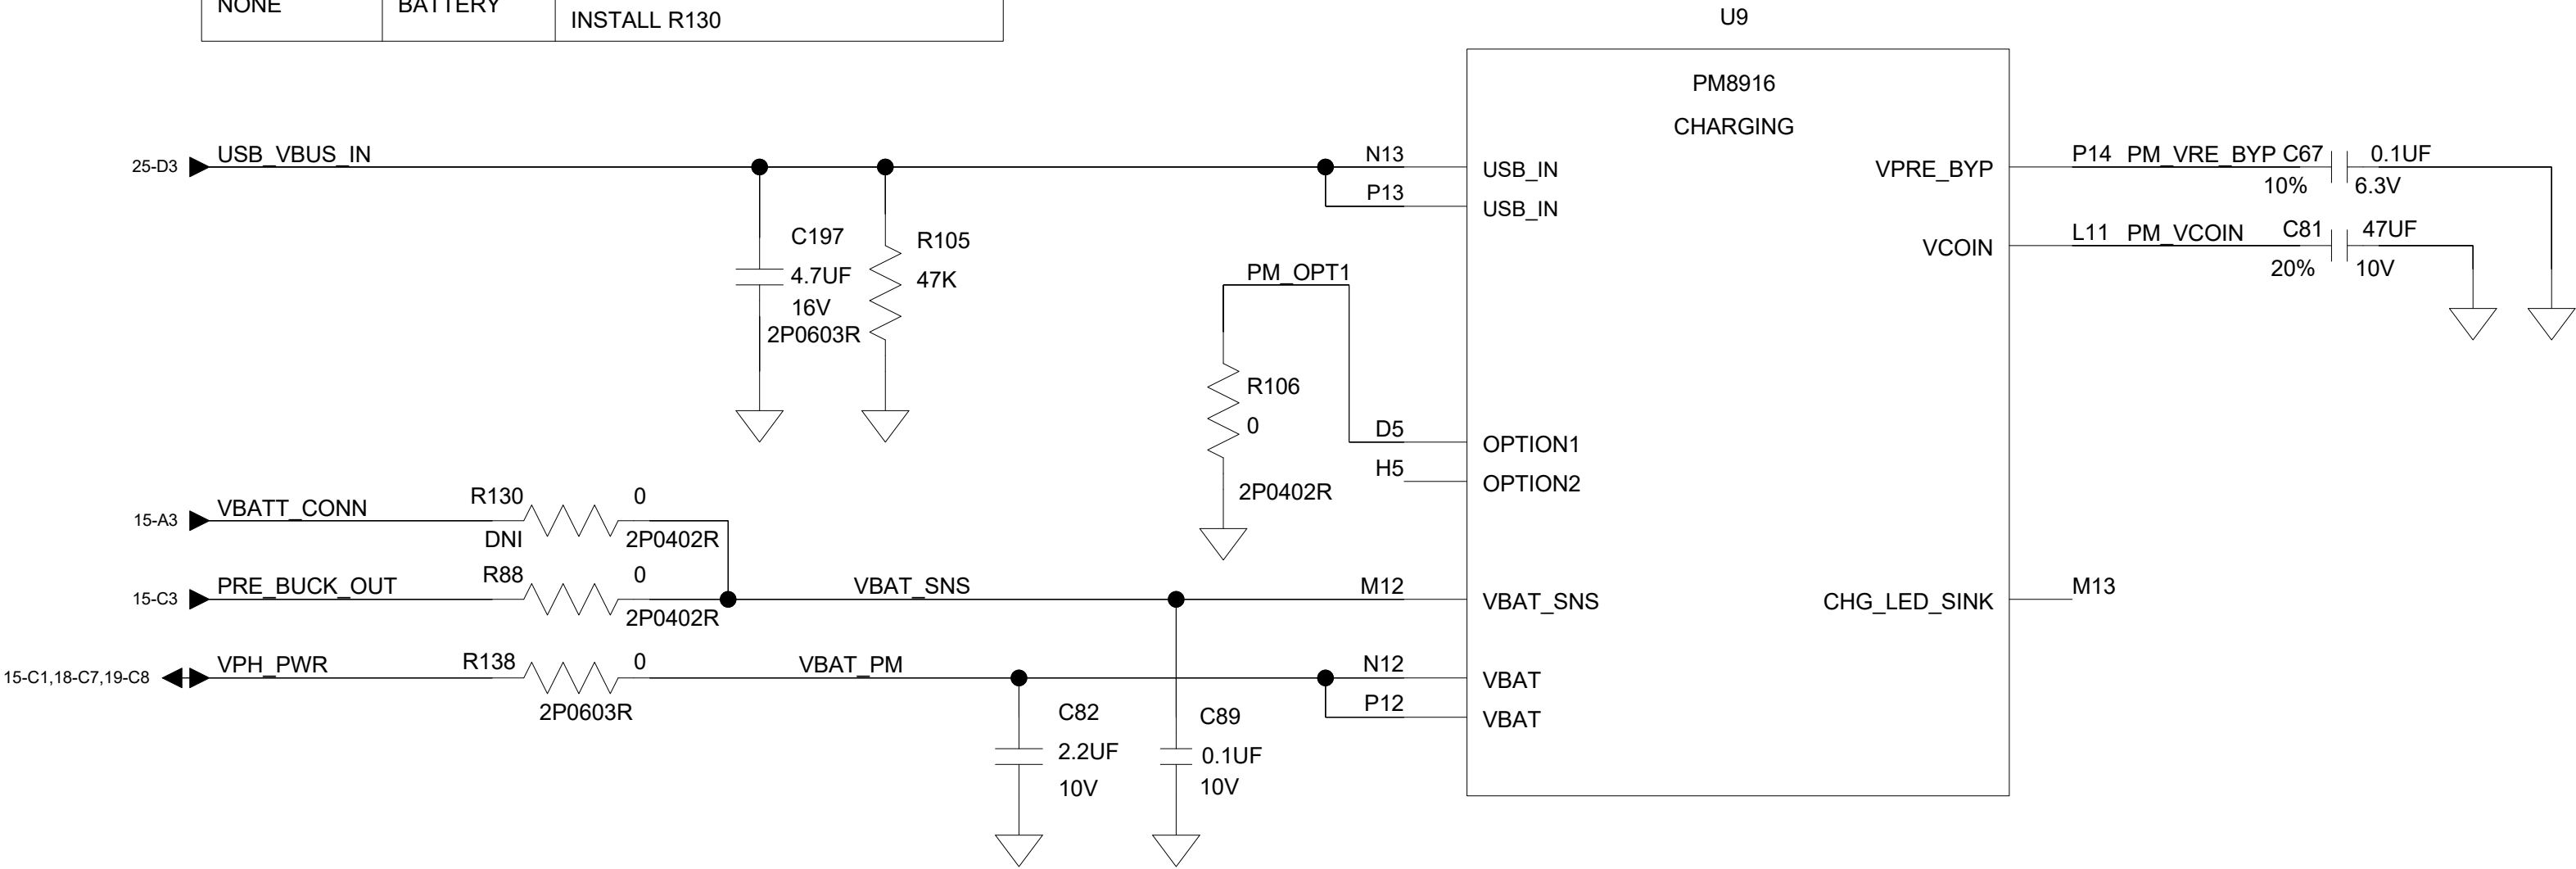 NONE
BATTERY
INSTALL R130
U9
PM8916
CHARGING
25-D3
USB_VBUS_IN
N13
USB_IN
P13
USB_IN
VPRE_BYP
P14
PM_VRE_BYP
C67
0.1UF
10%
6.3V
VCOIN
L11
PM_VCOIN
C81
47UF
20%
10V
C197
4.7UF
16V
2P0603R
R105
47K
PM_OPT1
R106
0
2P0402R
D5
OPTION1
H5
OPTION2
15-A3
VBATT_CONN
R130
0
DNI
2P0402R
15-C3
PRE_BUCK_OUT
R88
0
2P0402R
VBAT_SNS
M12
VBAT_SNS
CHG_LED_SINK
M13
15-C1,18-C7,19-C8
VPH_PWR
R138
0
2P0603R
VBAT_PM
N12
VBAT
P12
VBAT
C82
2.2UF
10V
C89
0.1UF
10V